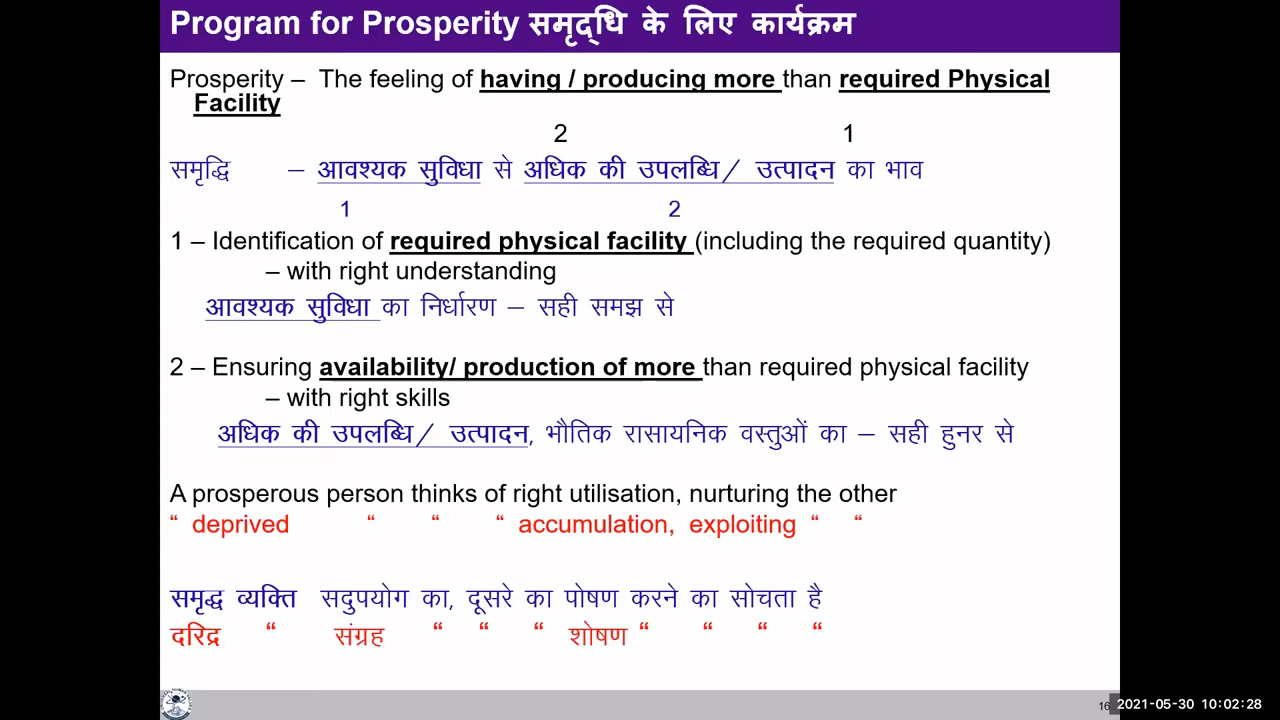 Program for Prosperity समृद्धि के लिए कार्यक्रम
Prosperity – The feeling of having / producing more than required Physical
Facility
2 1
समृद्धि – आवश्यक सुविधा से अधिक की उपलब्धि/ उत्पादन का भाव
1 2
1 – Identification of required physical facility (including the required quantity)
– with right understanding
आवश्यक सुविधा का निर्धारण – सही समझ से
2 – Ensuring availability/ production of more than required physical facility
– with right skills
अधिक की उपलब्धि/ उत्पादन, भौतिक रासायनिक वस्तुओं का – सही हुनर से
A prosperous person thinks of right utilisation, nurturing the other
“ deprived “ “ “ accumulation, exploiting “ “
समृद्ध व्यक्ति सदुपयोग का, दूसरे का पोषण करने का सोचता है
दरिद्र “ संग्रह “ “ “ शोषण “ “ “ “
16
2021-05-30 10:02:28